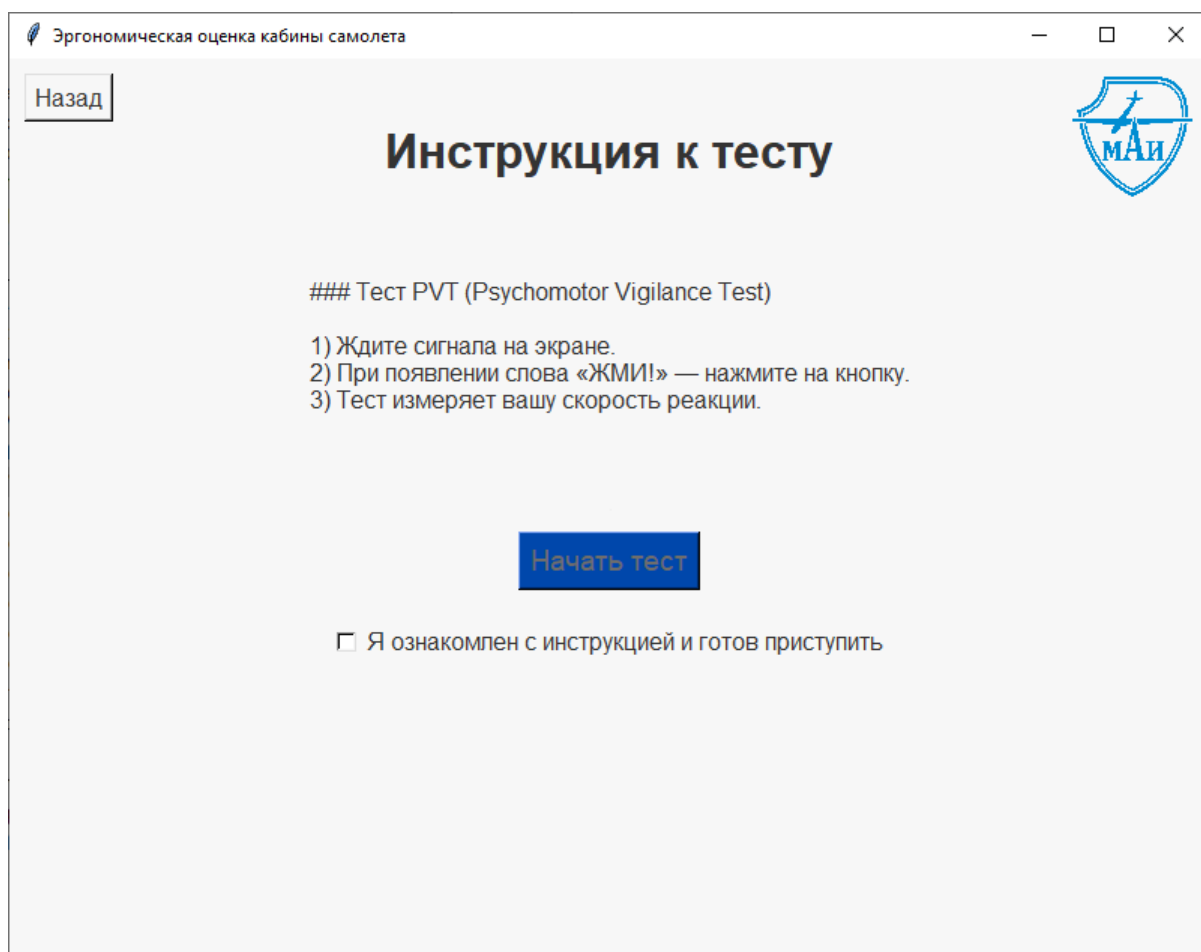 Эргономическая оценка кабины самолета
Назад
МАИ
Инструкция к тесту
### Тест PVT (Psychomotor Vigilance Test)
1) Ждите сигнала на экране.
2) При появлении слова «ЖМИ!» — нажмите на кнопку.
3) Тест измеряет вашу скорость реакции.
Начать тест
Я ознакомлен с инструкцией и готов приступить